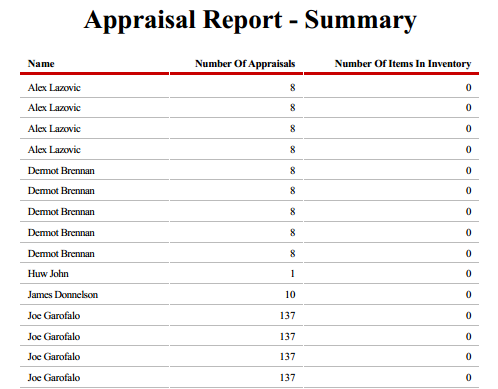 Appraisal Report - Summary
Name Number Of Appraisals Number Of Items In Inventory
Alex Lazovic 8 0
Alex Lazovic 8 0
Alex Lazovic 8 0
Alex Lazovic 8 0
Dermot Brennan 8 0
Dermot Brennan 8 0
Dermot Brennan 8 0
Dermot Brennan 8 0
Dermot Brennan 8 0
Huw John 1 0
James Donnelson 10 0
Joe Garofalo 137 0
Joe Garofalo 137 0
Joe Garofalo 137 0
Joe Garofalo 137 0